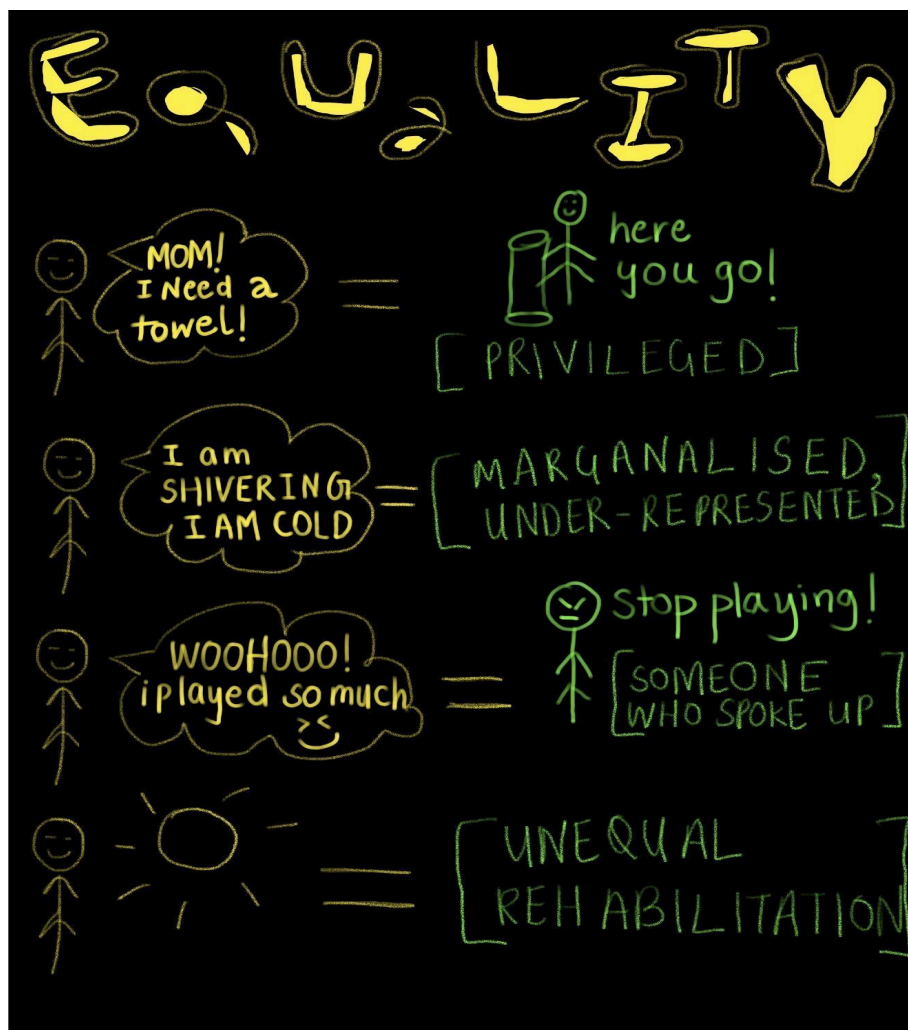 EQUaLITY
MOM!
I Need a
towel!
here
you go!
[PRIVILEGED]
I am
SHIVERING
I AM COLD
[MARGANALISED,
UNDER-REPRESENTED]
WOOHOOO!
i played so much
stop playing!
[SOMEONE
WHO SPOKE UP]
[UNEQUAL
REHABILITATION]